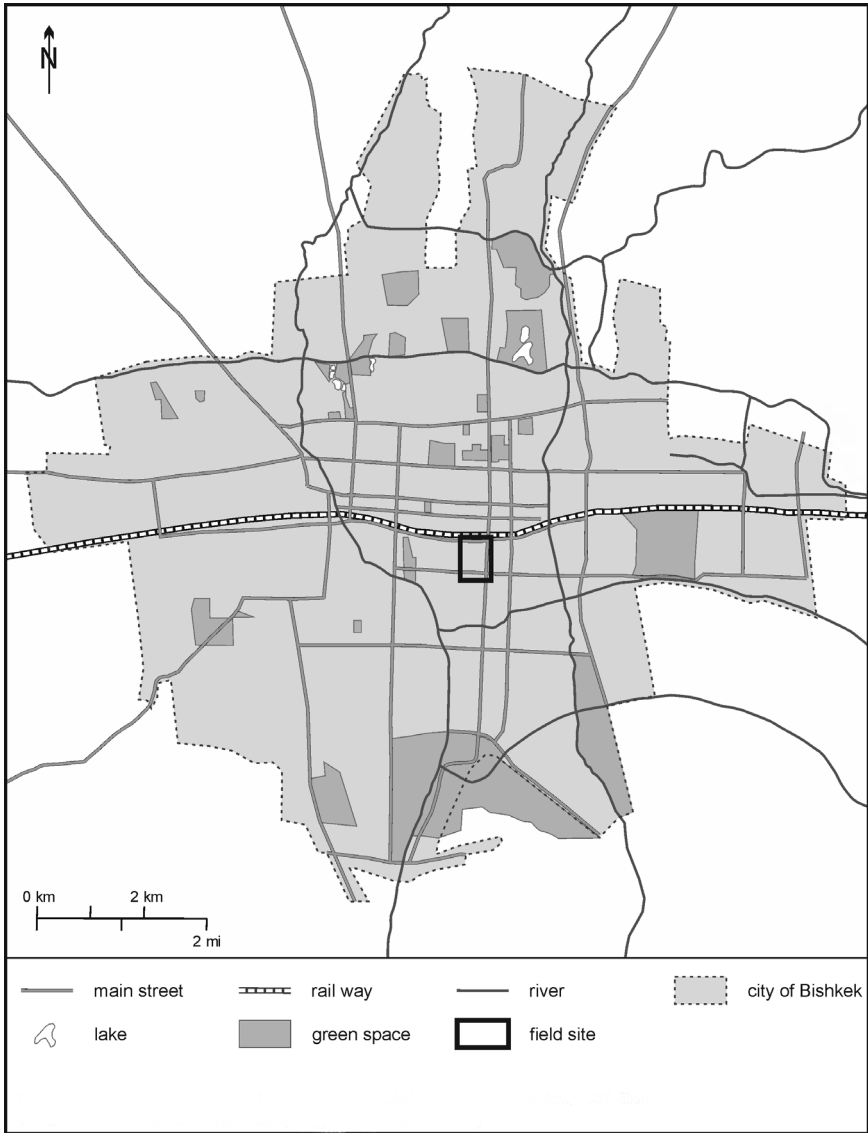 N
0 km 2 km
2 mi
main street rail way river city of Bishkek
lake green space field site